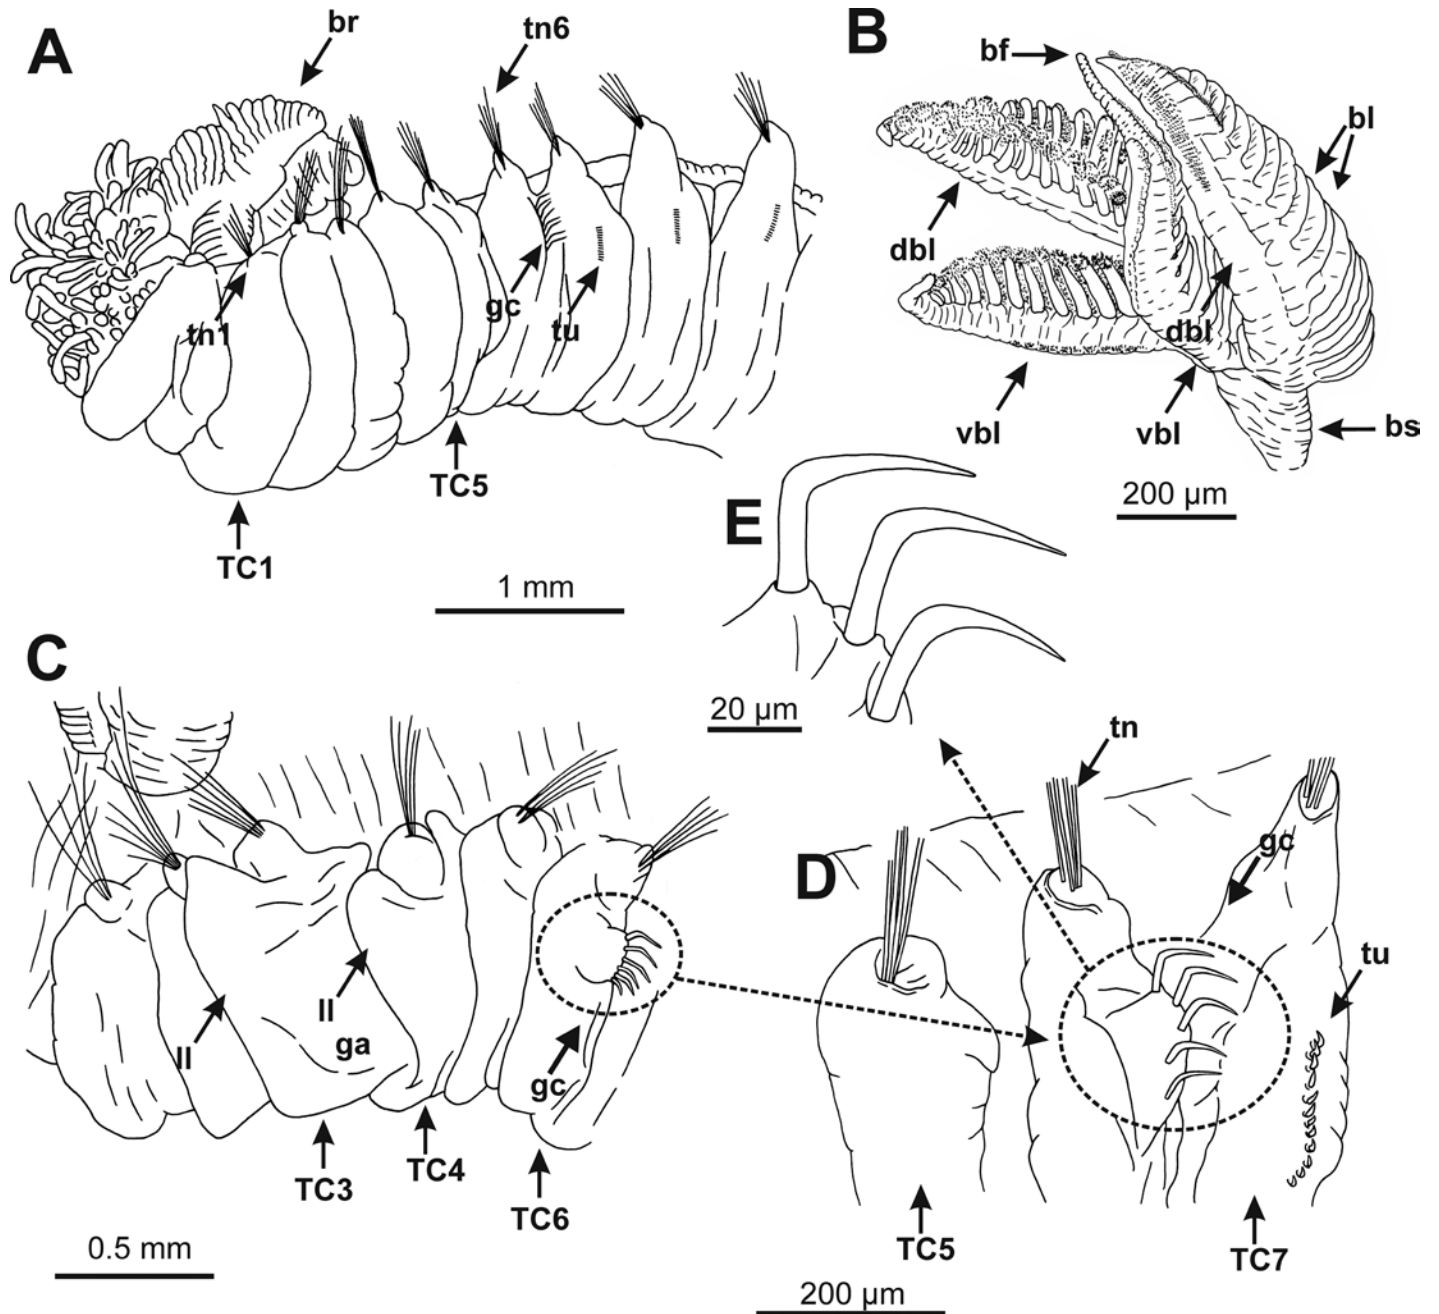 A
br
tn6
tn1
gc
tu
TC5
TC1
1 mm
B
bf
bl
dbl
dbl
vbl
vbl
bs
200 µm
E
20 µm
C
ll
ll
ga
gc
TC3
TC4
TC6
0.5 mm
D
tn
gc
tu
TC5
TC7
200 µm